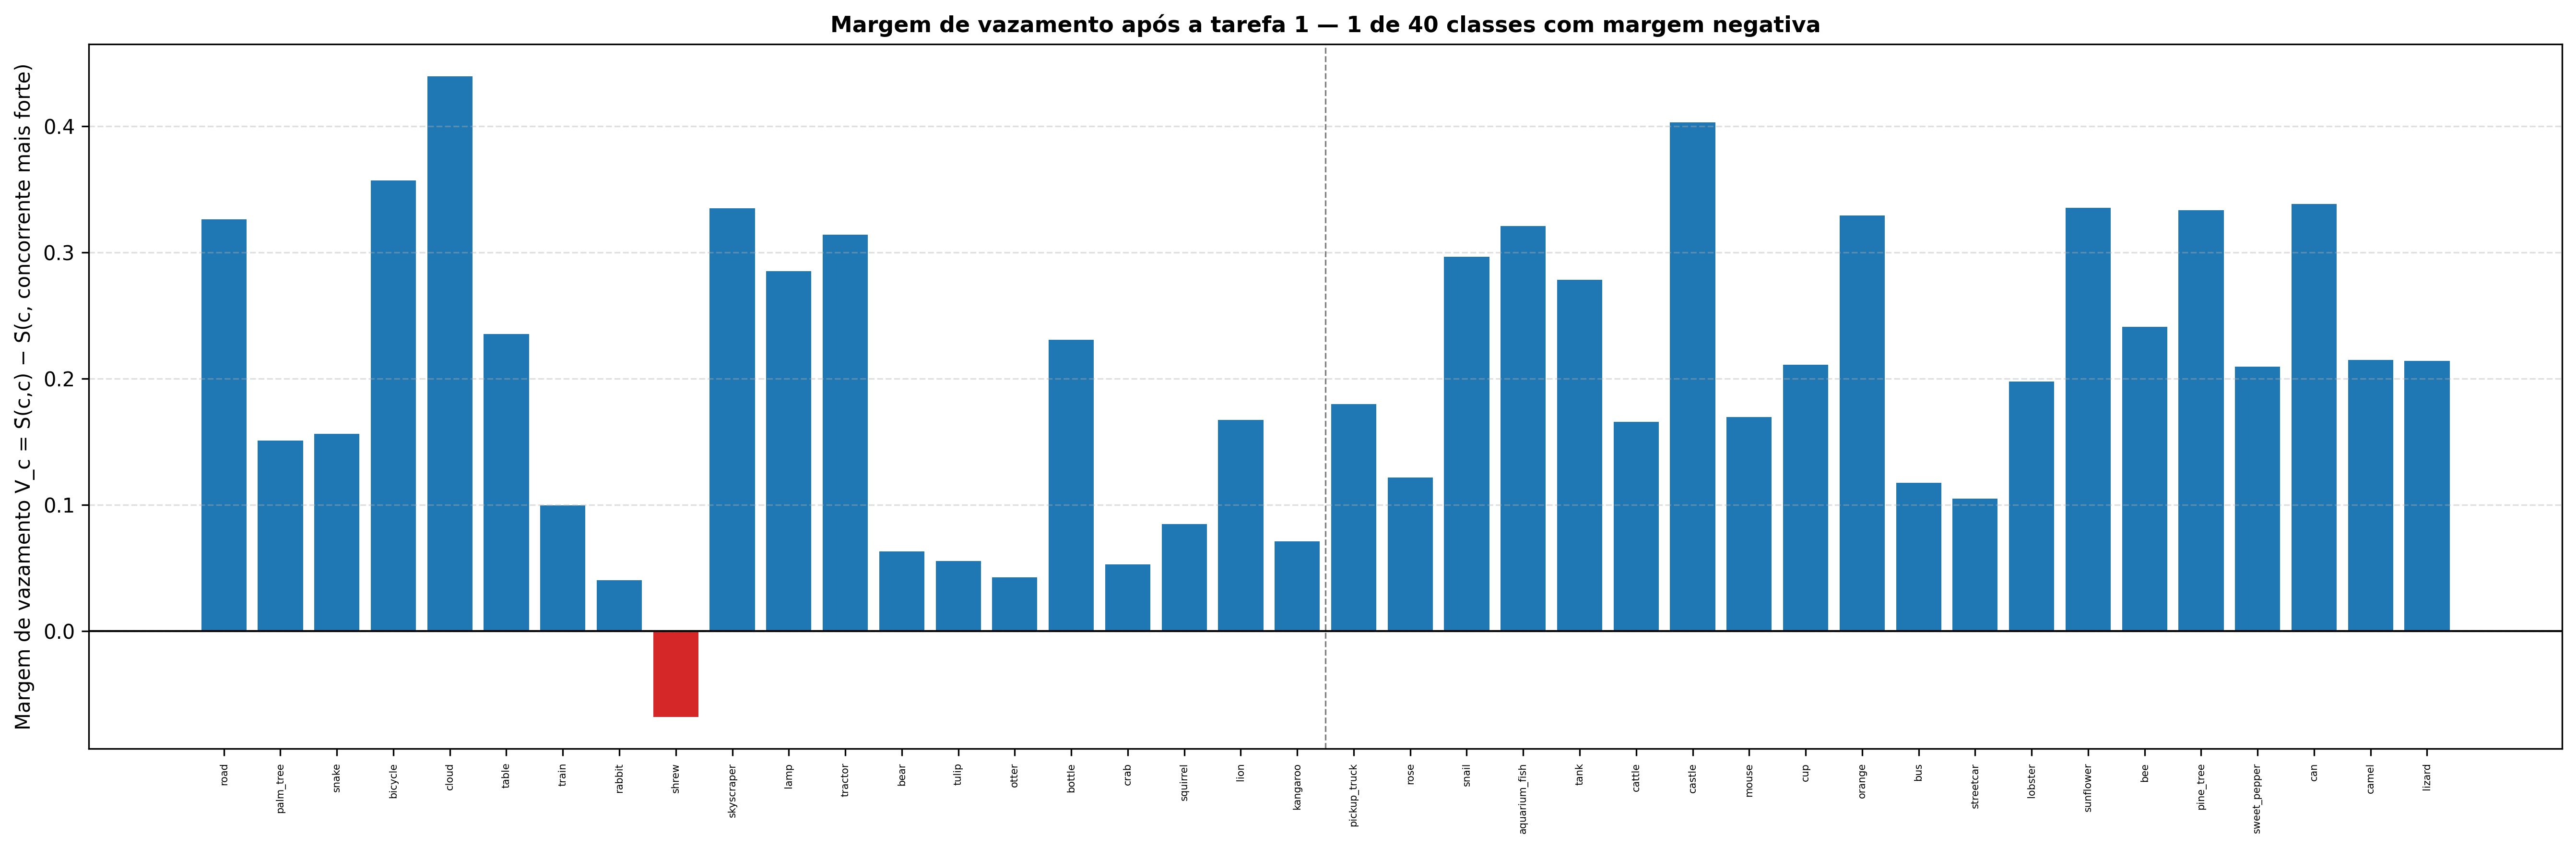 Margem de vazamento após a tarefa 1 — 1 de 40 classes com margem negativa
Margem de vazamento V_c = S(c,c) − S(c, concorrente mais forte)
0.4
0.3
0.2
0.1
0.0
road
palm_tree
snake
bicycle
cloud
table
train
rabbit
shrew
skyscraper
lamp
tractor
bear
tulip
otter
bottle
crab
squirrel
lion
kangaroo
pickup_truck
rose
snail
aquarium_fish
tank
cattle
castle
mouse
cup
orange
bus
streetcar
lobster
sunflower
bee
pine_tree
sweet_pepper
can
camel
lizard